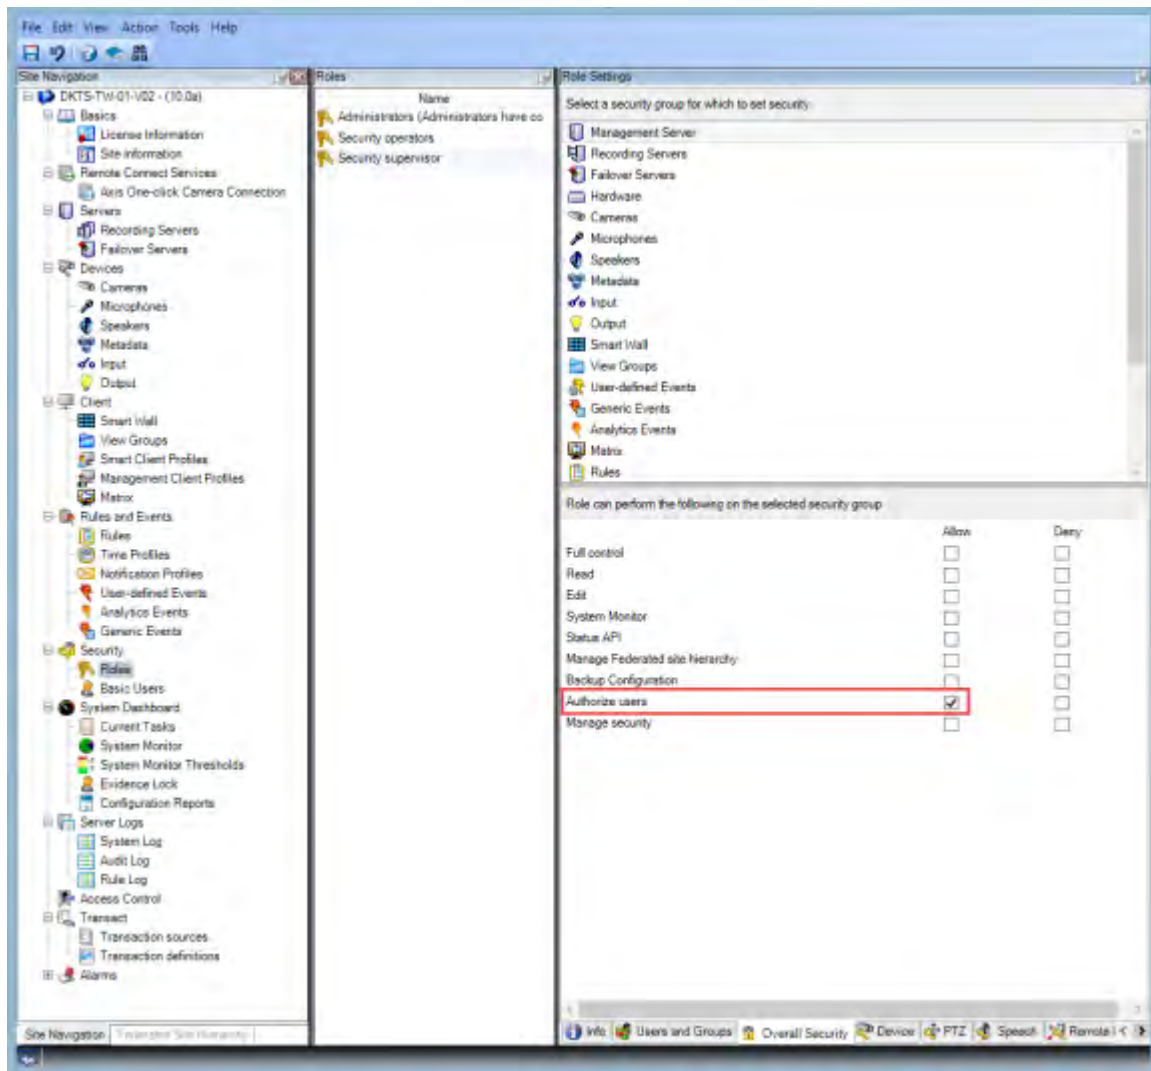 File Edit View Action Tools Help
Site Navigation
DKTS-TW-01-V02 - (10.0a)
Basics
License Information
Site Information
Remote Connect Services
Axis One-click Camera Connection
Servers
Recording Servers
Failover Servers
Devices
Cameras
Microphones
Speakers
Metadata
Input
Output
Client
Smart Wall
View Groups
Smart Client Profiles
Management Client Profiles
Matrix
Rules and Events
Rules
Time Profiles
Notification Profiles
User-defined Events
Analytics Events
Generic Events
Security
Roles
Basic Users
System Dashboard
Current Tasks
System Monitor
System Monitor Thresholds
Evidence Lock
Configuration Reports
Server Logs
System Log
Audit Log
Rule Log
Access Control
Transact
Transaction sources
Transaction definitions
Alarms
Site Navigation Federated Site Hierarchy
Roles
Name
Administrators (Administrators have co
Security operators
Security supervisor
Role Settings
Select a security group for which to set security
Management Server
Recording Servers
Failover Servers
Hardware
Cameras
Microphones
Speakers
Metadata
Input
Output
Smart Wall
View Groups
User-defined Events
Generic Events
Analytics Events
Matrix
Rules
Role can perform the following on the selected security group
Allow Deny
Full control
Read
Edit
System Monitor
Status API
Manage Federated site hierarchy
Backup Configuration
Authorize users
Manage security
Info Users and Groups Overall Security Device PTZ Speech Remote